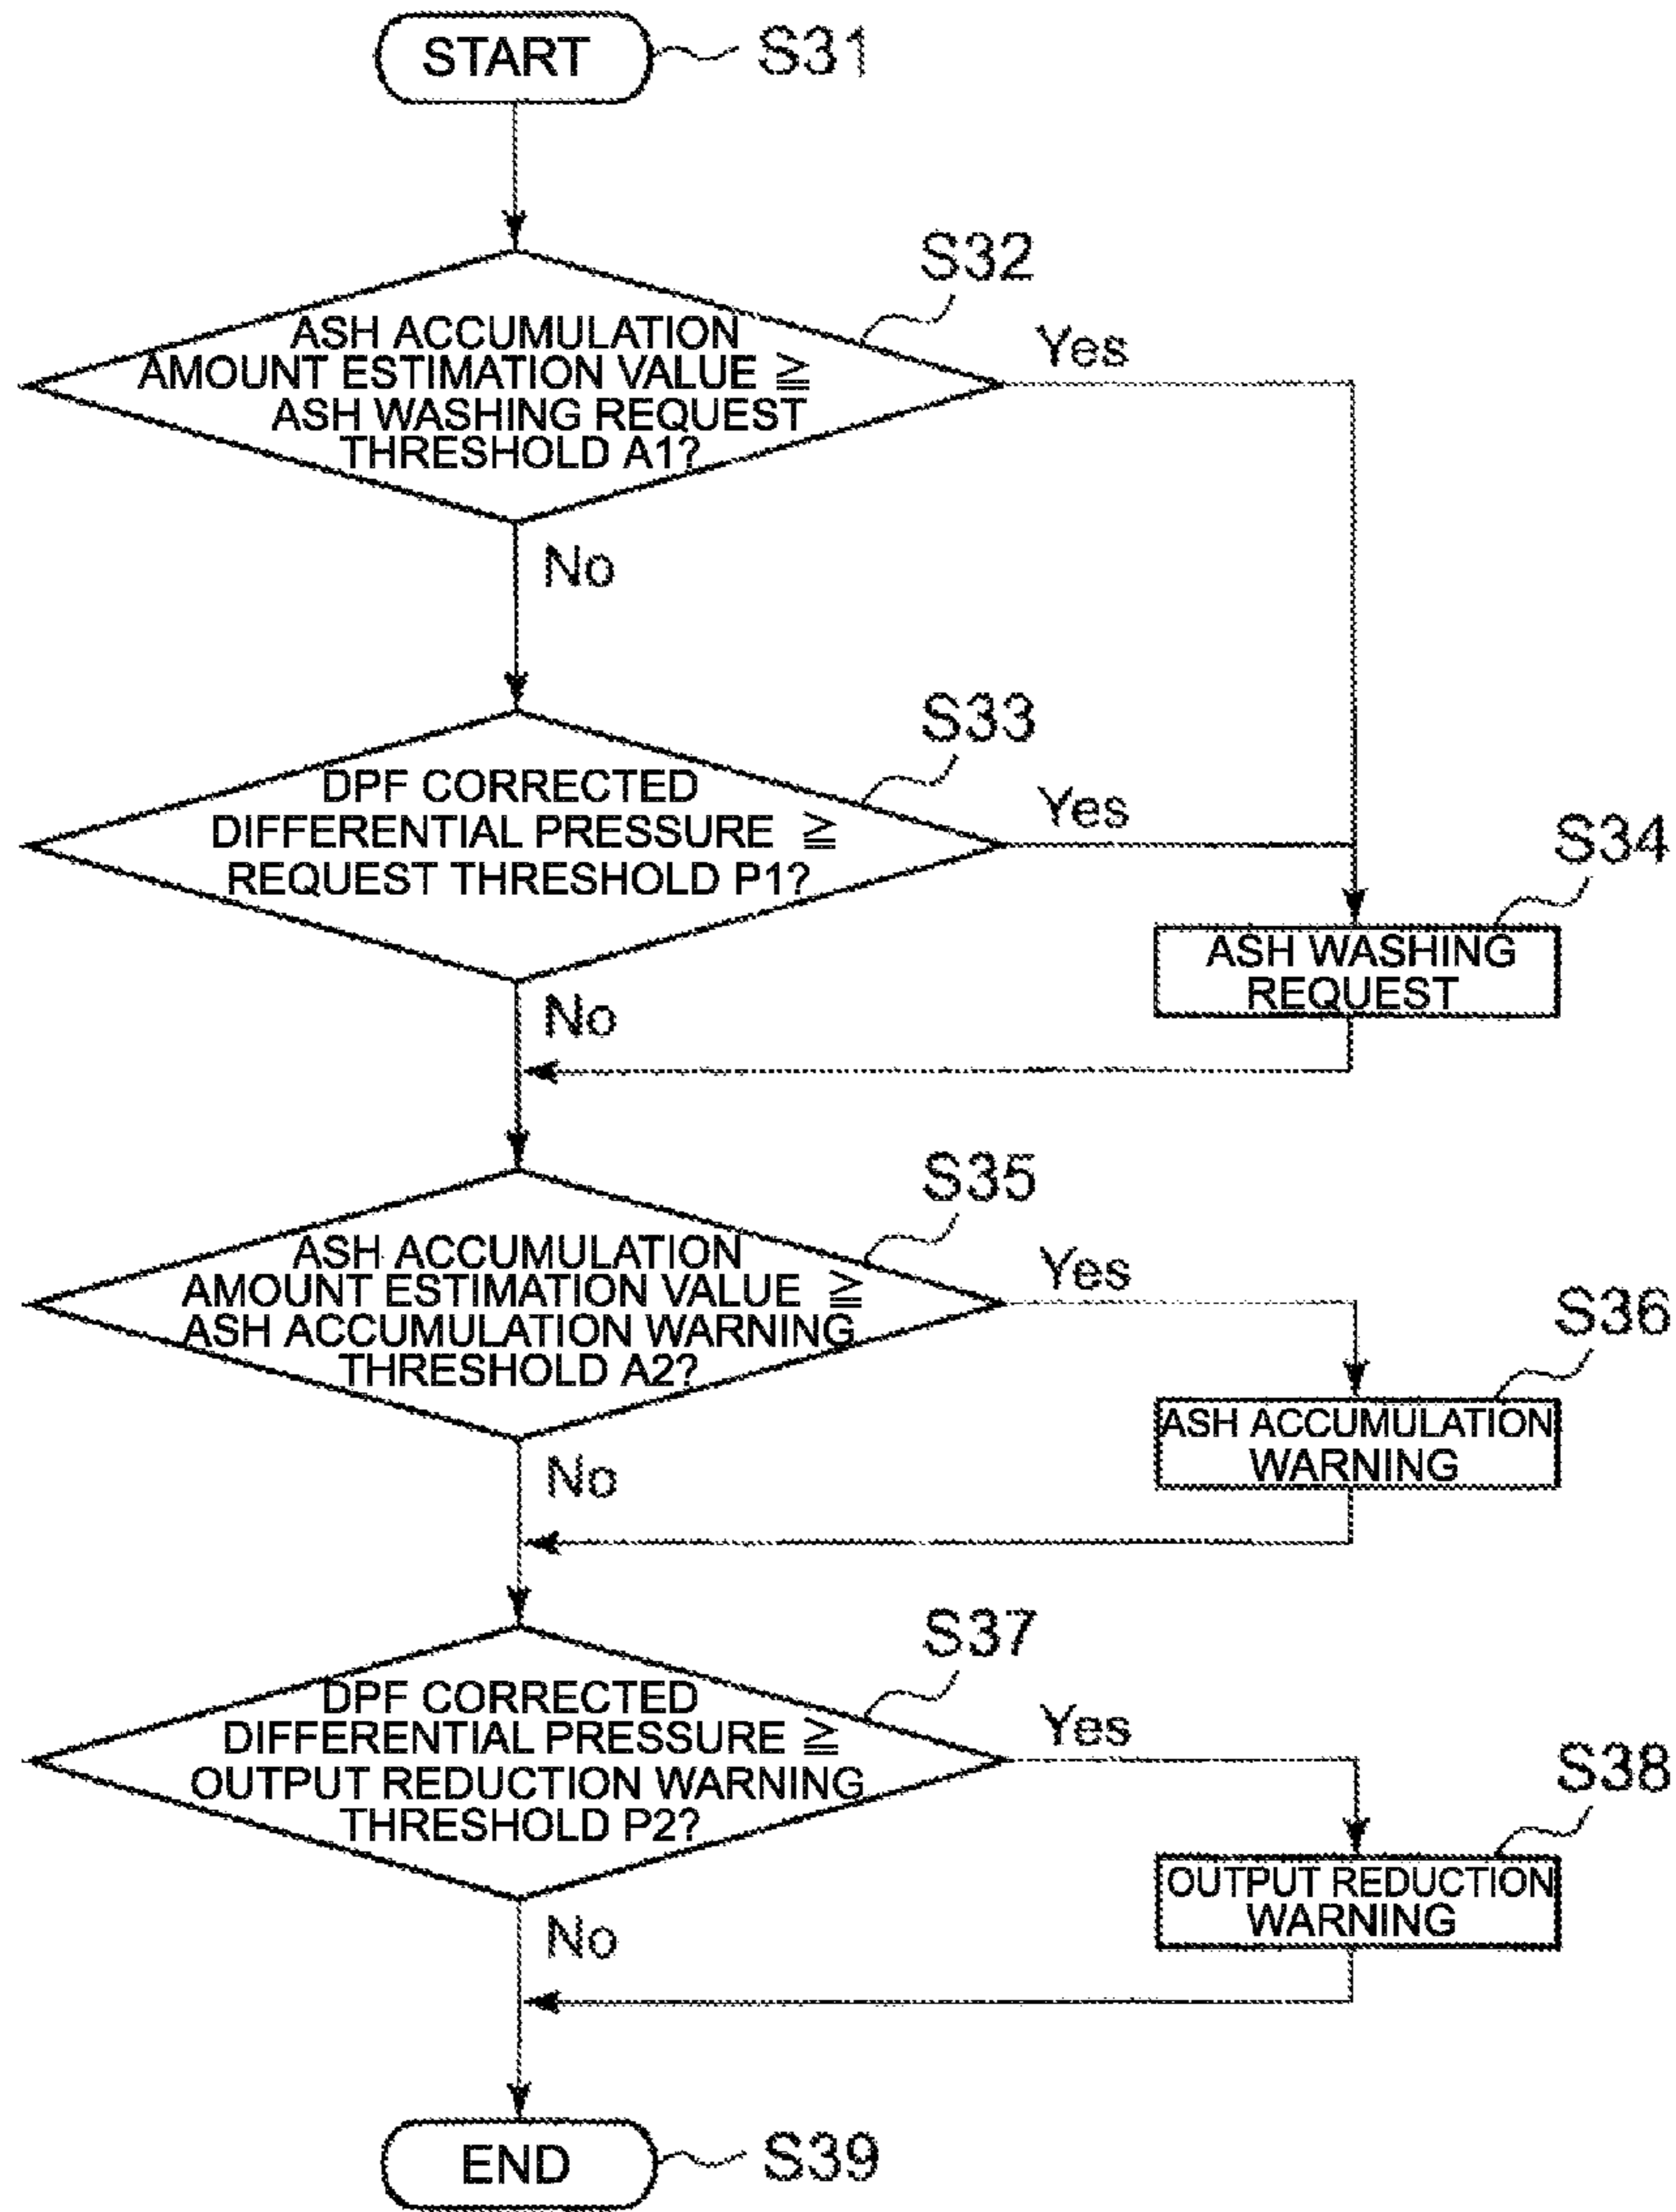 START
S31
S32
ASH ACCUMULATION
AMOUNT ESTIMATION VALUE ≧
ASH WASHING REQUEST
THRESHOLD A1?
Yes
No
S33
DPF CORRECTED
DIFFERENTIAL PRESSURE ≧
REQUEST THRESHOLD P1?
Yes
No
S34
ASH WASHING
REQUEST
S35
ASH ACCUMULATION
AMOUNT ESTIMATION VALUE ≧
ASH ACCUMULATION WARNING
THRESHOLD A2?
Yes
No
S36
ASH ACCUMULATION
WARNING
S37
DPF CORRECTED
DIFFERENTIAL PRESSURE ≧
OUTPUT REDUCTION WARNING
THRESHOLD P2?
Yes
No
S38
OUTPUT REDUCTION
WARNING
END
S39